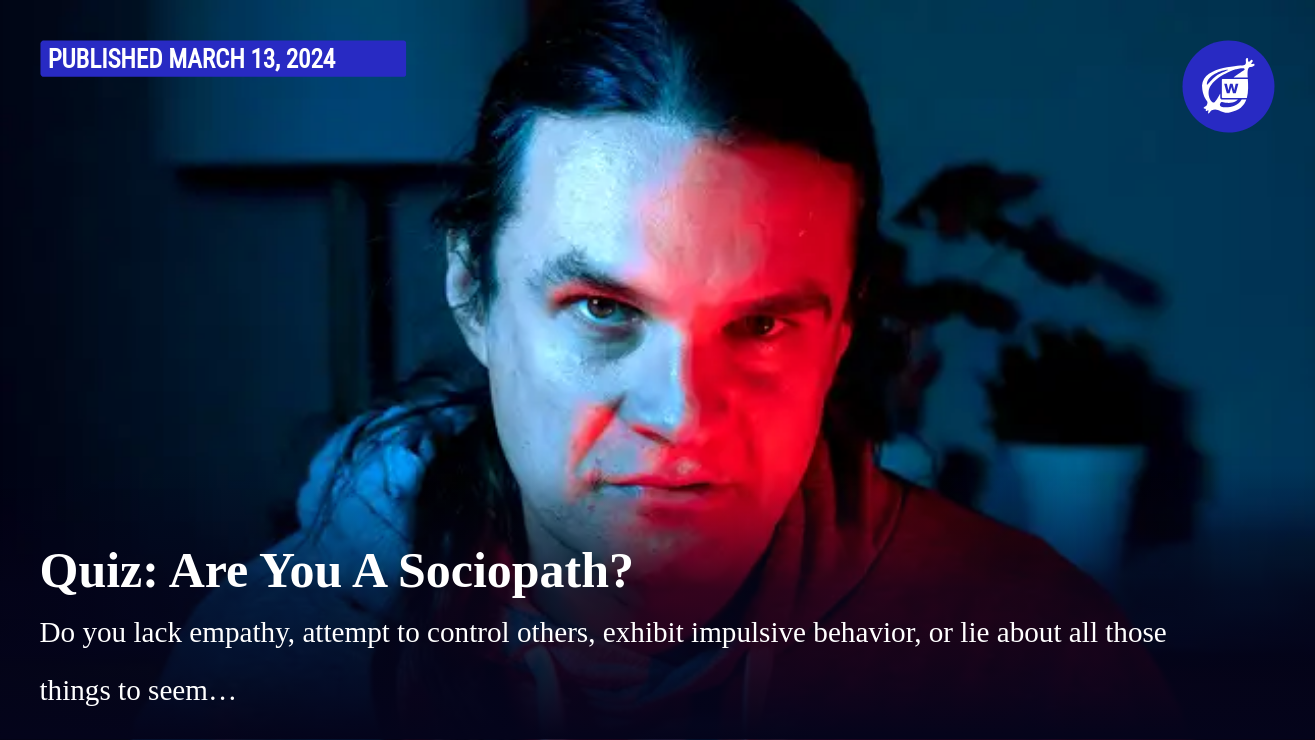 PUBLISHED MARCH 13, 2024
W
Quiz: Are You A Sociopath?
Do you lack empathy, attempt to control others, exhibit impulsive behavior, or lie about all those
things to seem…